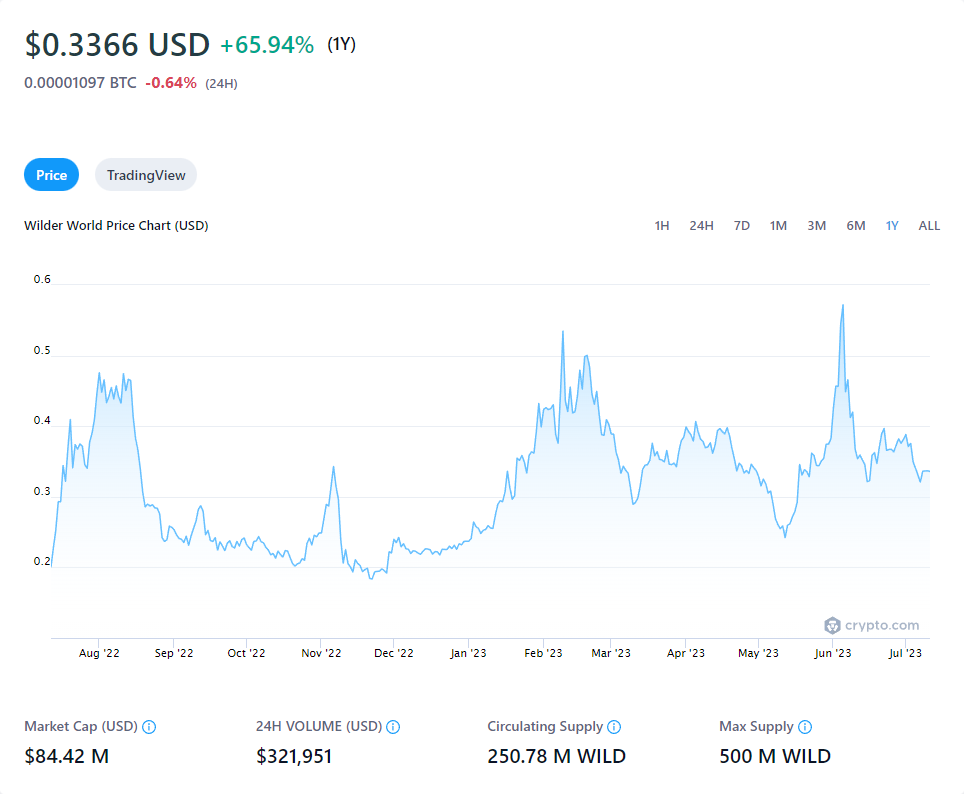 $0.3366 USD +65.94% (1Y)
0.00001097 BTC -0.64% (24H)
Price TradingView
Wilder World Price Chart (USD) 1H 24H 7D 1M 3M 6M 1Y ALL
0.6
0.5
0.4
0.3
0.2
crypto.com
Aug '22 Sep '22 Oct '22 Nov '22 Dec '22 Jan '23 Feb '23 Mar '23 Apr '23 May '23 Jun '23 Jul '23
Market Cap (USD) 24H VOLUME (USD) Circulating Supply Max Supply
$84.42 M $321,951 250.78 M WILD 500 M WILD